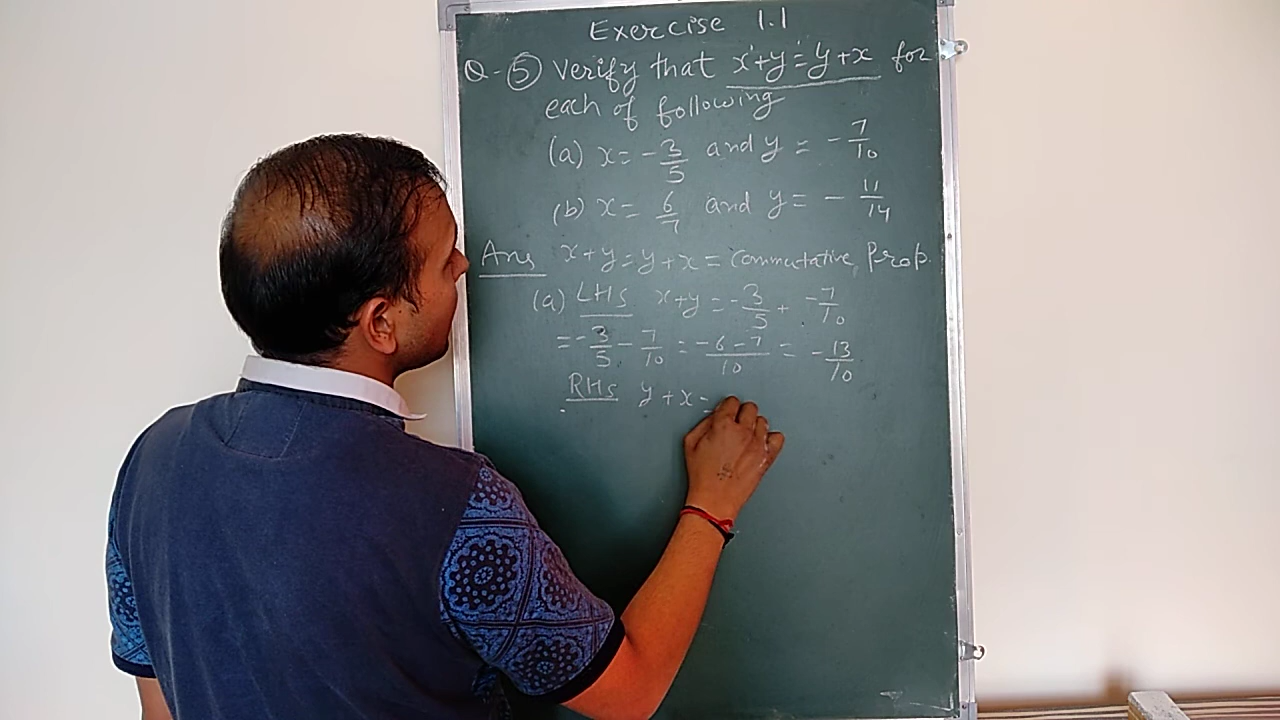 Exercise 1.1
Q-5 Verify that x+y=y+x for
each of following
(a) x=-3/5 and y = -7/10
(b) x= 6/7 and y= -11/14
Ans x+y=y+x = Commutative Prop.
(a) LHS x+y = -3/5 + -7/10
=-3/5 - 7/10 = -6-7/10 = -13/10
RHS y+x =